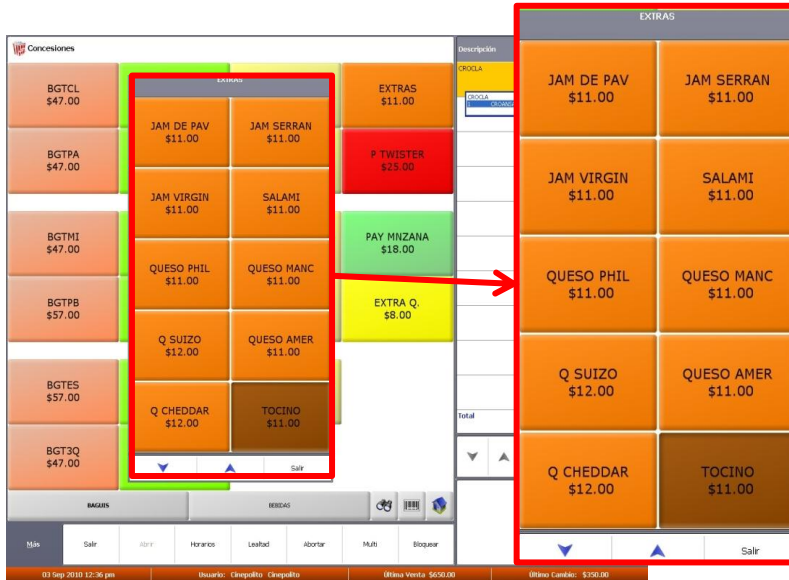 Concesiones
Descripción
CROCLA
CROCLA
BGTCL
$47.00
EXTRAS
$11.00
BGTPA
$47.00
P TWISTER
$25.00
BGTMI
$47.00
PAY MNZANA
$18.00
BGTPB
$57.00
EXTRA Q.
$8.00
BGTES
$57.00
BGT3Q
$47.00
EXTRAS
JAM DE PAV
$11.00
JAM SERRAN
$11.00
JAM VIRGIN
$11.00
SALAMI
$11.00
QUESO PHIL
$11.00
QUESO MANC
$11.00
Q SUIZO
$12.00
QUESO AMER
$11.00
Q CHEDDAR
$12.00
TOCINO
$11.00
Salir
Total
BAGUIS
BEBIDAS
Más
Salir
Abrir
Horarios
Lealtad
Abortar
Multi
Bloquear
03 Sep 2010 12:36 pm
Usuario: Cinepolito Cinepolito
Última Venta $650.00
Último Cambio: $350.00
EXTRAS
JAM DE PAV
$11.00
JAM SERRAN
$11.00
JAM VIRGIN
$11.00
SALAMI
$11.00
QUESO PHIL
$11.00
QUESO MANC
$11.00
Q SUIZO
$12.00
QUESO AMER
$11.00
Q CHEDDAR
$12.00
TOCINO
$11.00
Salir